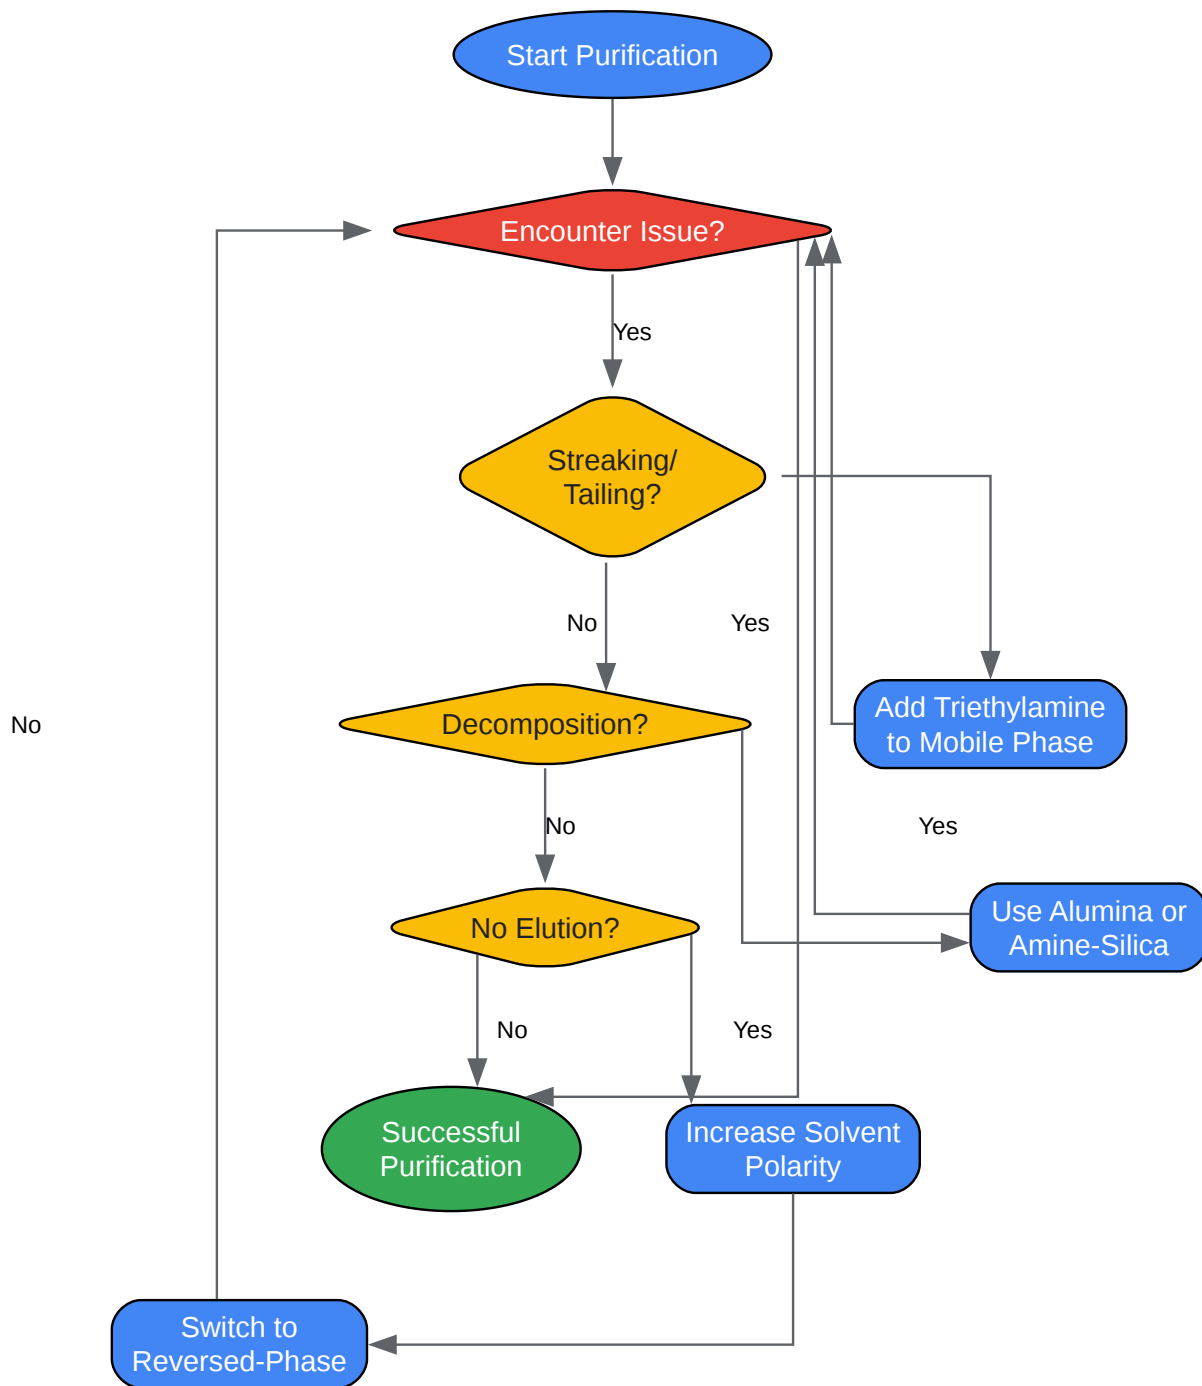 Start Purification
Encounter Issue?
Yes
Streaking/
Tailing?
No
Yes
Add Triethylamine
to Mobile Phase
Decomposition?
No
No
Yes
Use Alumina or
Amine-Silica
No Elution?
No
Yes
Successful
Purification
Increase Solvent
Polarity
Switch to
Reversed-Phase